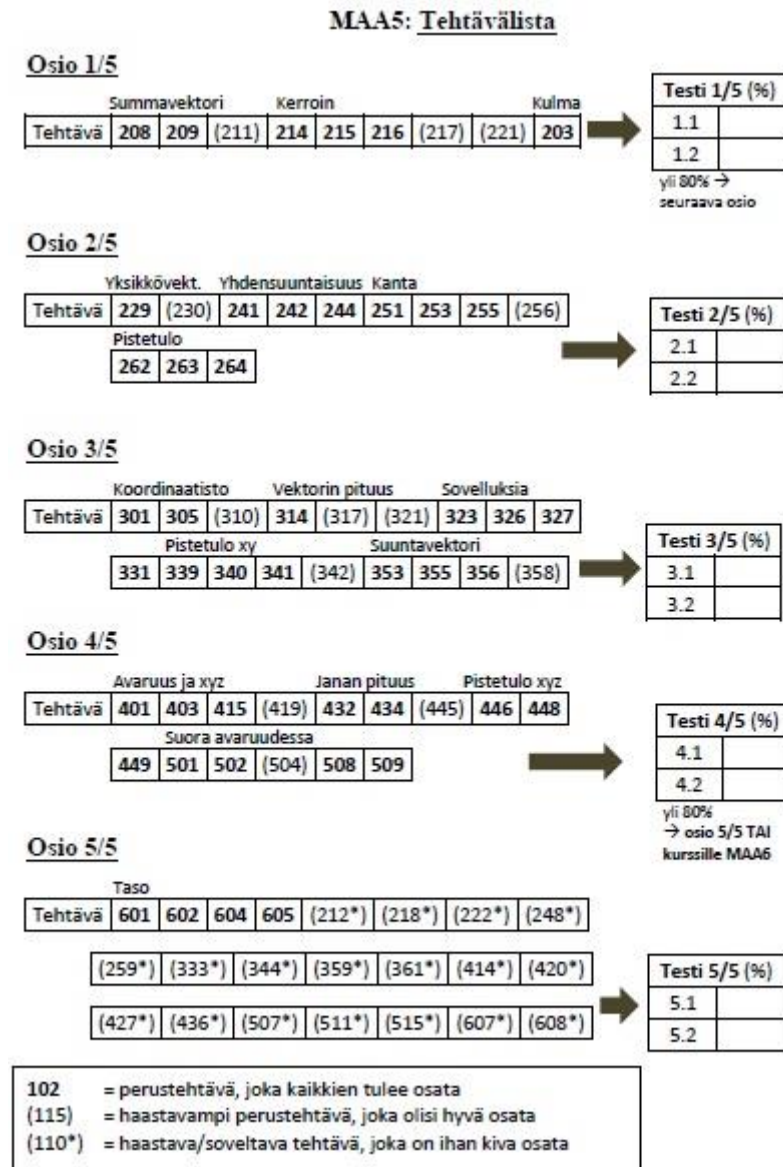 MAA5: Tehtävälista
Osio 1/5
Summavektori Kerroin Kulma
Tehtävä 208 209 (211) 214 215 216 (217) (221) 203
Testi 1/5 (%)
1.1
1.2
yli 80% →
seuraava osio
Osio 2/5
Yksikkövekt. Yhdensuuntaisuus Kanta
Tehtävä 229 (230) 241 242 244 251 253 255 (256)
Pistetulo
262 263 264
Testi 2/5 (%)
2.1
2.2
Osio 3/5
Koordinaatisto Vektorin pituus Sovelluksia
Tehtävä 301 305 (310) 314 (317) (321) 323 326 327
Pistetulo xy Suuntavektori
331 339 340 341 (342) 353 355 356 (358)
Testi 3/5 (%)
3.1
3.2
Osio 4/5
Avaruus ja xyz Janan pituus Pistetulo xyz
Tehtävä 401 403 415 (419) 432 434 (445) 446 448
Suora avaruudessa
449 501 502 (504) 508 509
Testi 4/5 (%)
4.1
4.2
yli 80%
→ osio 5/5 TAI
kurssille MAA6
Osio 5/5
Taso
Tehtävä 601 602 604 605 (212*) (218*) (222*) (248*)
(259*) (333*) (344*) (359*) (361*) (414*) (420*)
(427*) (436*) (507*) (511*) (515*) (607*) (608*)
Testi 5/5 (%)
5.1
5.2
102 = perustehtävä, joka kaikkien tulee osata
(115) = haastavampi perustehtävä, joka olisi hyvä osata
(110*) = haastava/soveltava tehtävä, joka on ihan kiva osata